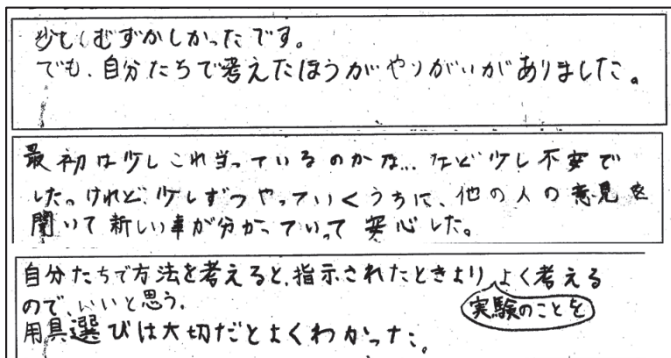 少しむずかしかったです。
でも、自分たちで考えたほうがやりがいがありました。
最初は少しこれ当っているのかな…など少し不安で
したけれど、少しずつやっていくうちに、他の人の意見を
聞いて新しい事が分かっていって安心した。
自分たちで方法を考えると、指示されたときより、よく考える
実験のことを
ので、いいと思う。
用具選びは大切だとよくわかった。